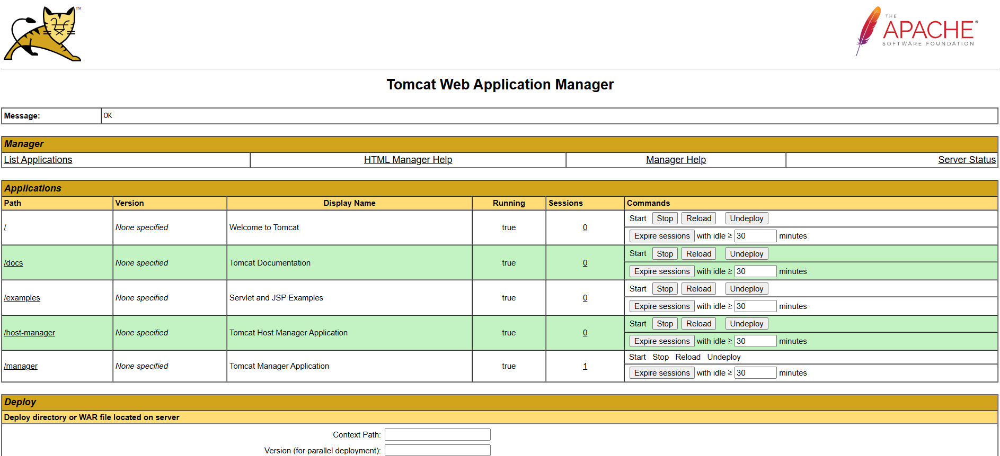 TM
THE
APACHE®
SOFTWARE FOUNDATION
Tomcat Web Application Manager
Message: OK
Manager
List Applications HTML Manager Help Manager Help Server Status
Applications
Path Version Display Name Running Sessions Commands
/ None specified Welcome to Tomcat true 0 Start Stop Reload Undeploy
Expire sessions with idle ≥ 30 minutes
/docs None specified Tomcat Documentation true 0 Start Stop Reload Undeploy
Expire sessions with idle ≥ 30 minutes
/examples None specified Servlet and JSP Examples true 0 Start Stop Reload Undeploy
Expire sessions with idle ≥ 30 minutes
/host-manager None specified Tomcat Host Manager Application true 0 Start Stop Reload Undeploy
Expire sessions with idle ≥ 30 minutes
/manager None specified Tomcat Manager Application true 1 Start Stop Reload Undeploy
Expire sessions with idle ≥ 30 minutes
Deploy
Deploy directory or WAR file located on server
Context Path:
Version (for parallel deployment):